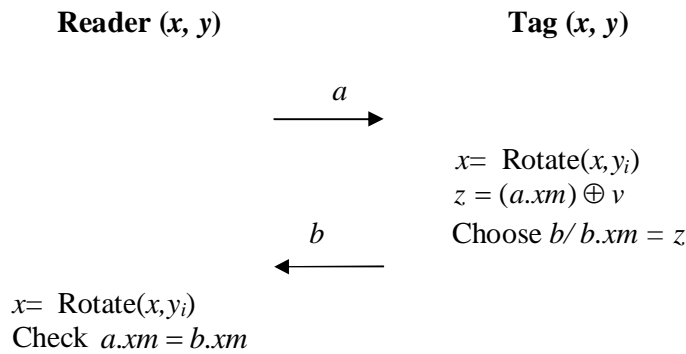 Reader (x, y)
Tag (x, y)
a
x= Rotate(x,yᵢ)
z = (a.xm) ⊕ v
Choose b/ b.xm = z
b
x= Rotate(x,yᵢ)
Check a.xm = b.xm